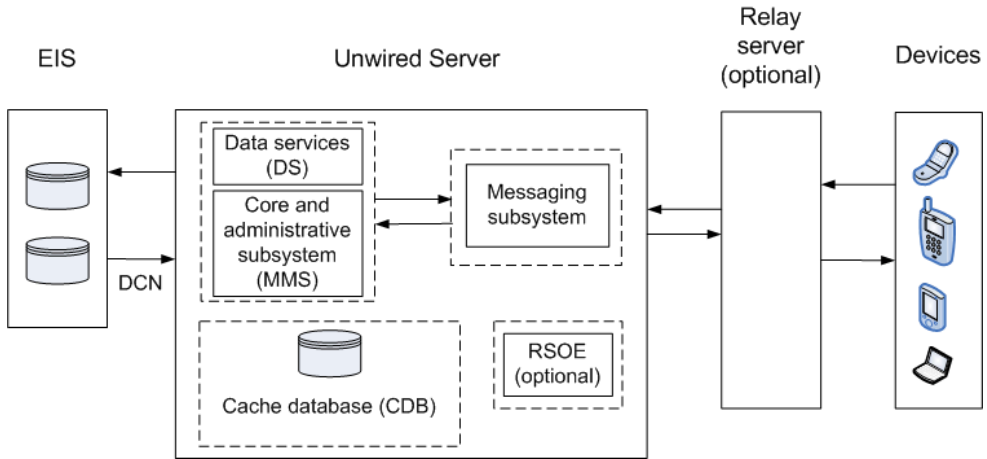 EIS
Unwired Server
Relay
server
(optional)
Devices
Data services
(DS)
Core and
administrative
subsystem
(MMS)
Messaging
subsystem
DCN
Cache database (CDB)
RSOE
(optional)